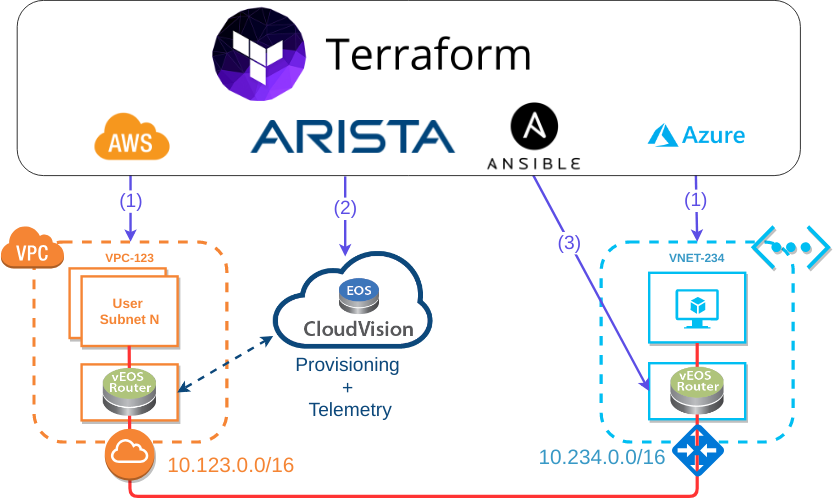 Terraform
AWS
ARISTA
ANSIBLE
Azure
(1)
(2)
(1)
(3)
VPC
VPC-123
VNET-234
User
Subnet N
EOS
CloudVision
Provisioning
+
Telemetry
vEOS
Router
vEOS
Router
10.123.0.0/16
10.234.0.0/16